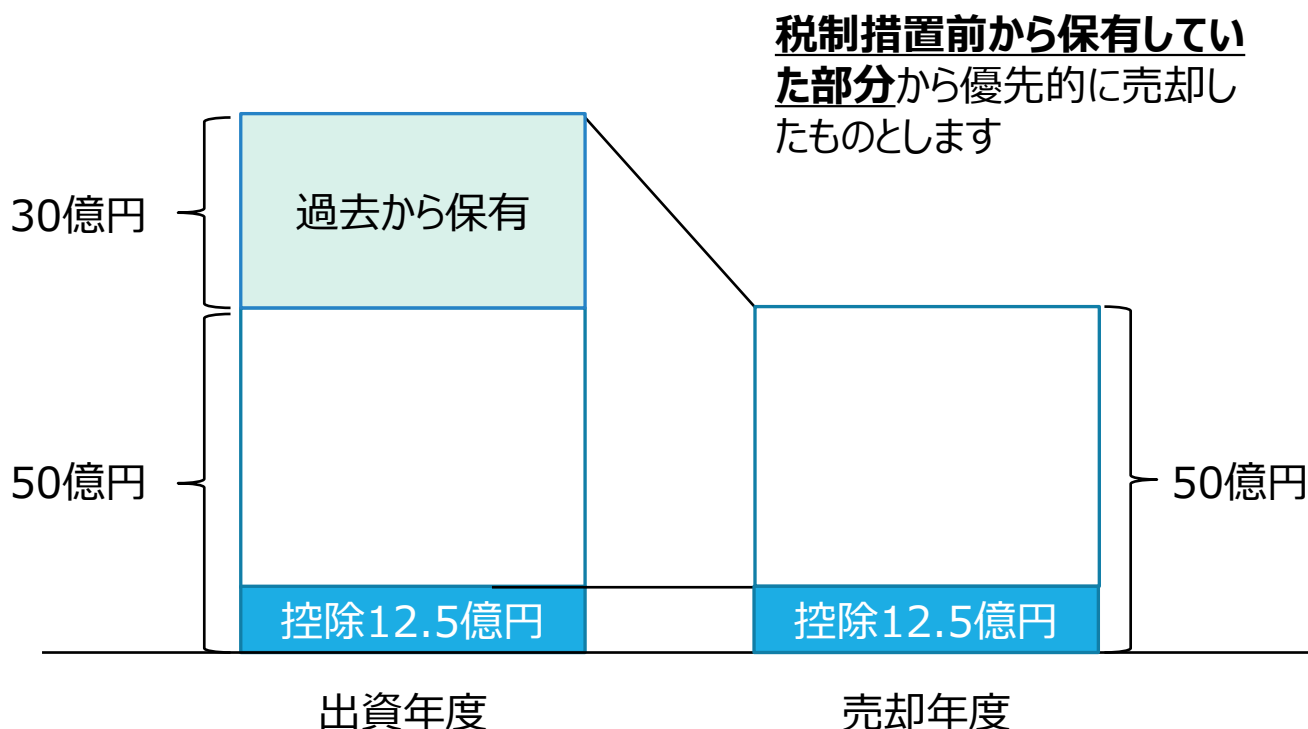 税制措置前から保有してい
た部分から優先的に売却し
たものとします
30億円
過去から保有
50億円
50億円
控除12.5億円
控除12.5億円
出資年度
売却年度